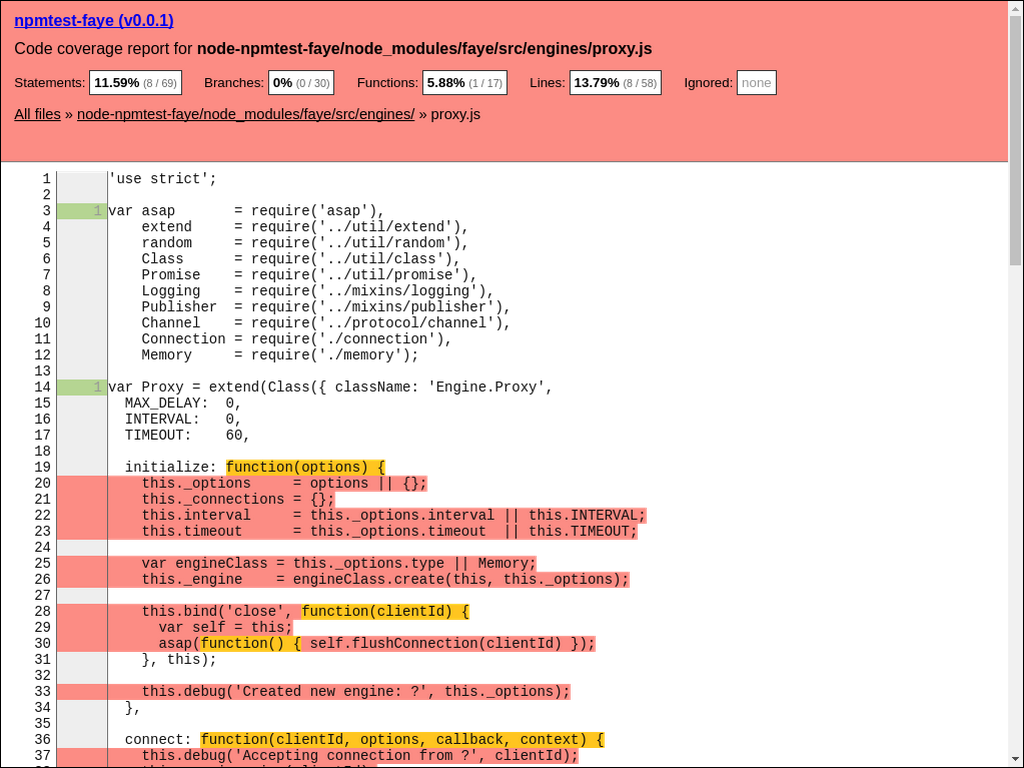 npmtest-faye (v0.0.1)
Code coverage report for node-npmtest-faye/node_modules/faye/src/engines/proxy.js
Statements: 11.59% (8 / 69) Branches: 0% (0 / 30) Functions: 5.88% (1 / 17) Lines: 13.79% (8 / 58) Ignored: none
All files » node-npmtest-faye/node_modules/faye/src/engines/ » proxy.js
1 'use strict';
2
3 1 var asap       = require('asap'),
4     extend     = require('../util/extend'),
5     random     = require('../util/random'),
6     Class      = require('../util/class'),
7     Promise    = require('../util/promise'),
8     Logging    = require('../mixins/logging'),
9     Publisher  = require('../mixins/publisher'),
10     Channel    = require('../protocol/channel'),
11     Connection = require('./connection'),
12     Memory     = require('./memory');
13
14 1 var Proxy = extend(Class({ className: 'Engine.Proxy',
15   MAX_DELAY:  0,
16   INTERVAL:   0,
17   TIMEOUT:    60,
18
19   initialize: function(options) {
20     this._options     = options || {};
21     this._connections = {};
22     this.interval     = this._options.interval || this.INTERVAL;
23     this.timeout      = this._options.timeout  || this.TIMEOUT;
24
25     var engineClass = this._options.type || Memory;
26     this._engine    = engineClass.create(this, this._options);
27
28     this.bind('close', function(clientId) {
29       var self = this;
30       asap(function() { self.flushConnection(clientId) });
31     }, this);
32
33     this.debug('Created new engine: ?', this._options);
34   },
35
36   connect: function(clientId, options, callback, context) {
37     this.debug('Accepting connection from ?', clientId);